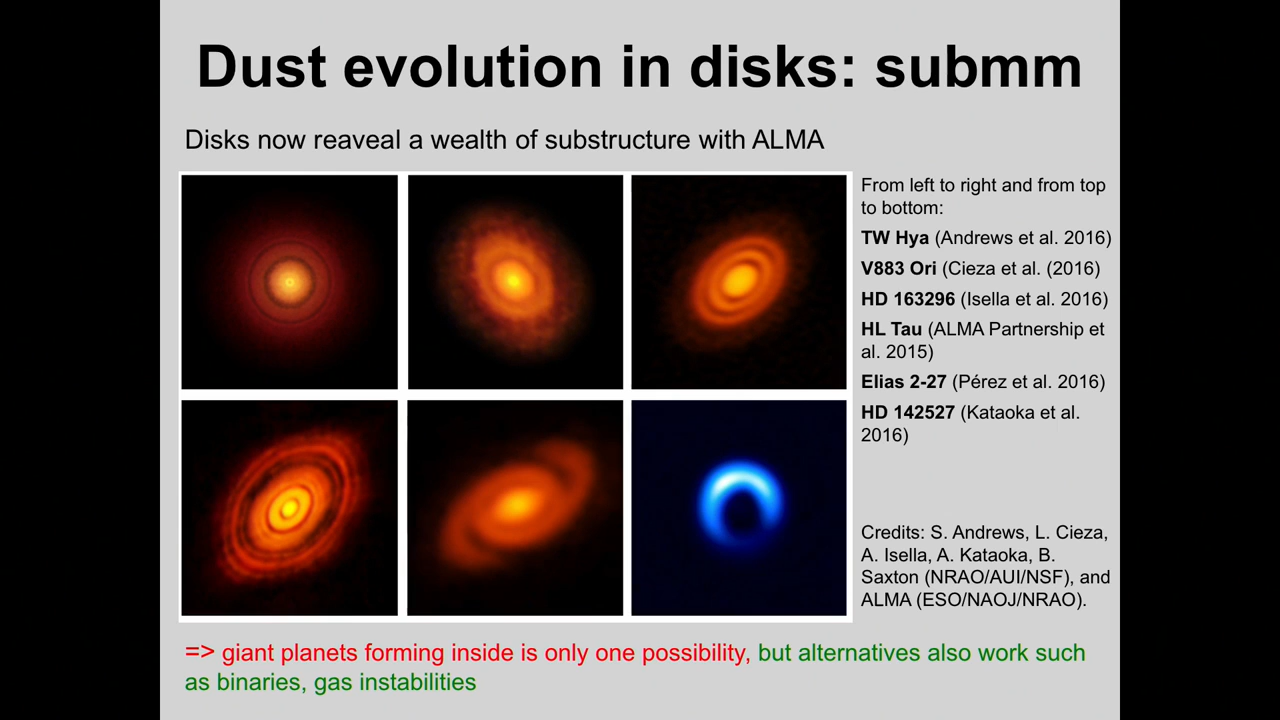 Dust evolution in disks: submm
Disks now reaveal a wealth of substructure with ALMA
From left to right and from top
to bottom:
TW Hya (Andrews et al. 2016)
V883 Ori (Cieza et al. (2016)
HD 163296 (Isella et al. 2016)
HL Tau (ALMA Partnership et
al. 2015)
Elias 2-27 (Pérez et al. 2016)
HD 142527 (Kataoka et al.
2016)
Credits: S. Andrews, L. Cieza,
A. Isella, A. Kataoka, B.
Saxton (NRAO/AUI/NSF), and
ALMA (ESO/NAOJ/NRAO).
=> giant planets forming inside is only one possibility, but alternatives also work such
as binaries, gas instabilities